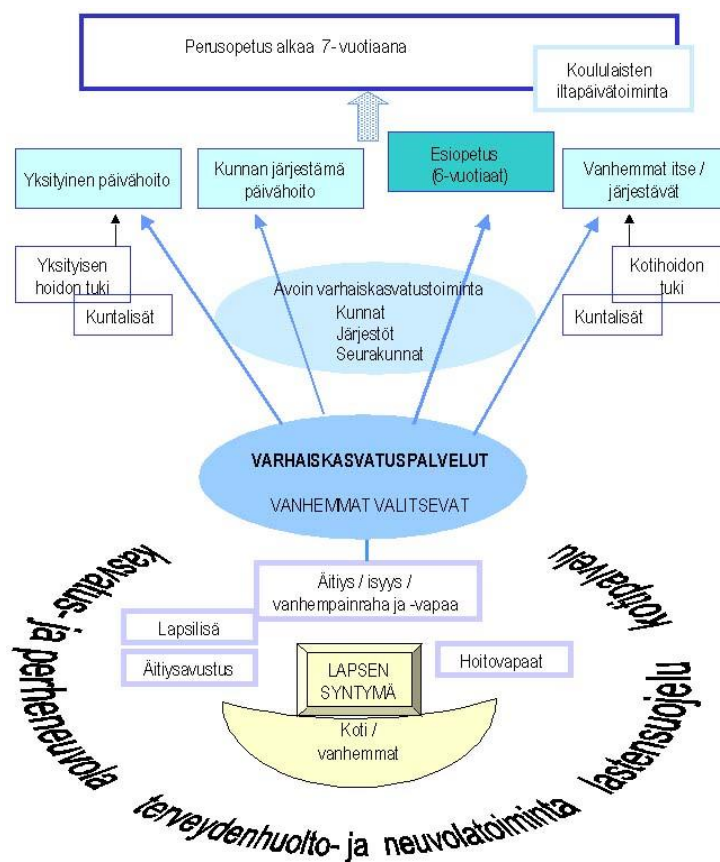 Perusopetus alkaa 7- vuotiaana
Koululaisten
iltapäivätoiminta
Yksityinen päivähoito
Kunnan järjestämä
päivähoito
Esiopetus
(6-vuotiaat)
Vanhemmat itse /
järjestävät
Yksityisen
hoidon tuki
Kuntalisät
Avoin varhaiskasvatustoiminta
Kunnat
Järjestöt
Seurakunnat
Kotihoidon
tuki
Kuntalisät
VARHAISKASVATUSPALVELUT
VANHEMMAT VALITSEVAT
Äitiys / isyys /
vanhempainraha ja -vapaa
Lapsilisä
Äitiysavustus
LAPSEN
SYNTYMÄ
Hoitovapaat
Koti /
vanhemmat
kasvatus- ja perheneuvola terveydenhuolto- ja neuvolatoiminta lastensuojelu kotipalvelu